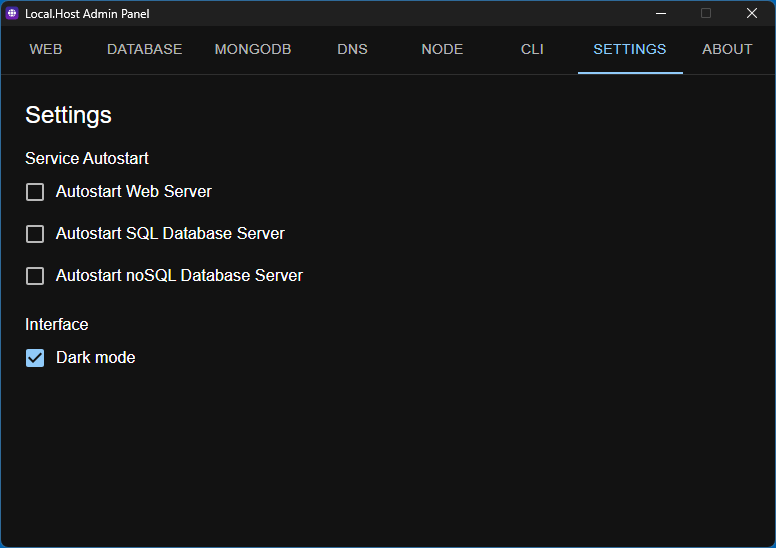 Local.Host Admin Panel
WEB DATABASE MONGODB DNS NODE CLI SETTINGS ABOUT
Settings
Service Autostart
Autostart Web Server
Autostart SQL Database Server
Autostart noSQL Database Server
Interface
Dark mode